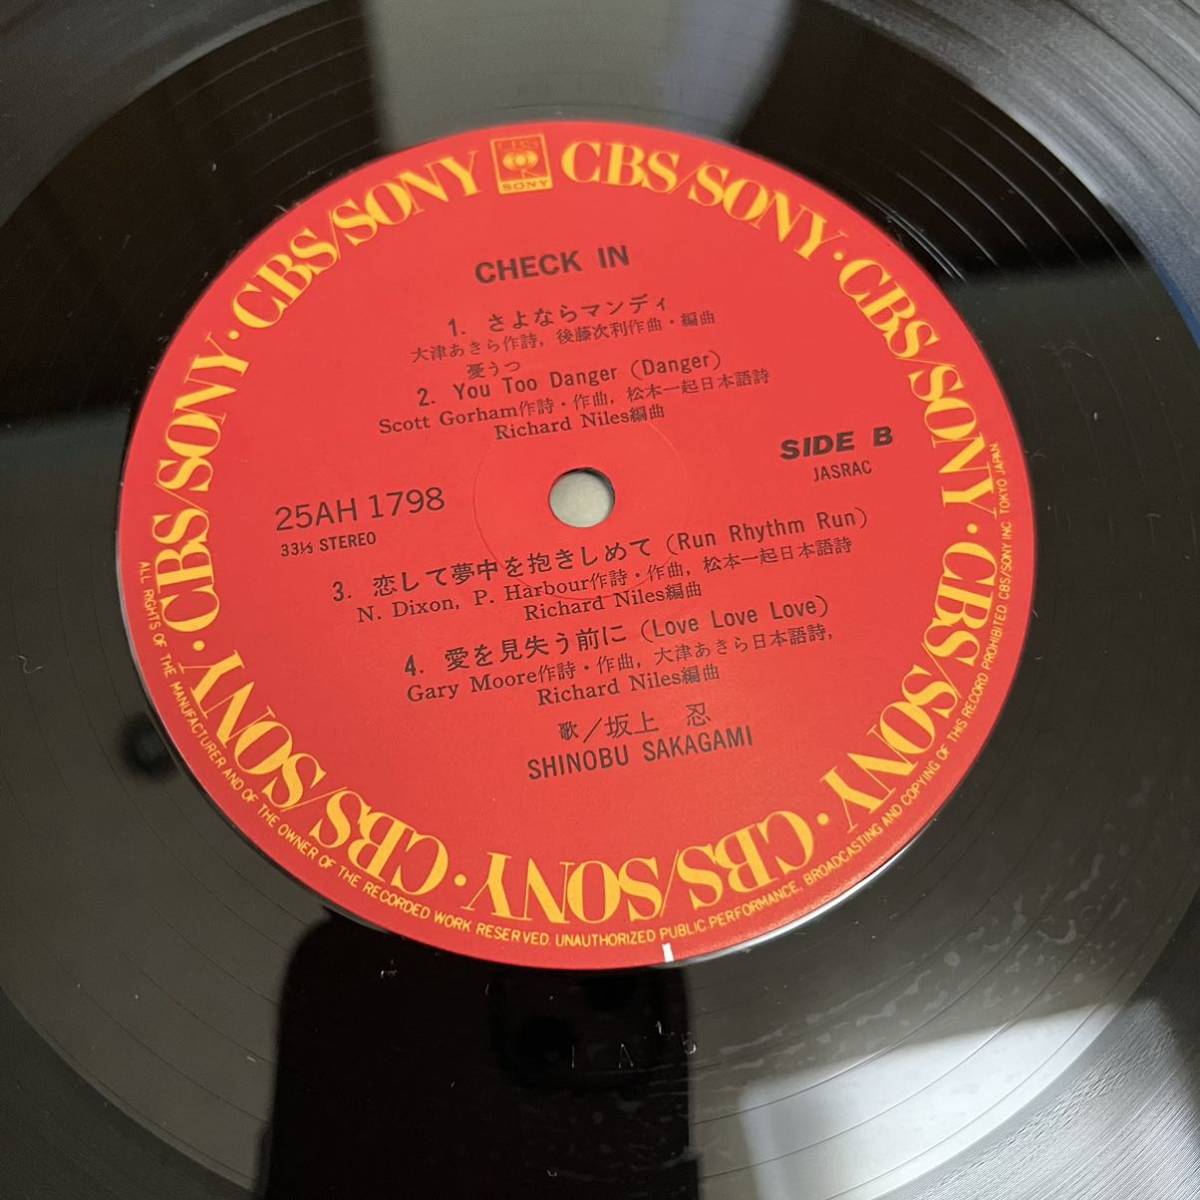 CBS/SONY · CBS/SONY · CBS/SONY · CBS/SONY · CBS/SONY · CBS/SONY · CBS/SONY · CBS/SONY · CBS/SONY
CBS
SONY
CHECK IN
1. さよならマンディ
大津あきら作詩, 後藤次利作曲・編曲
憂うつ
2. You Too Danger (Danger)
Scott Gorham作詩・作曲, 松本一起日本語詩
Richard Niles編曲
SIDE B
JASRAC
25AH 1798
33⅓ STEREO
3. 恋して夢中を抱きしめて (Run Rhythm Run)
N. Dixon, P. Harbour作詩・作曲, 松本一起日本語詩
Richard Niles編曲
4. 愛を見失う前に (Love Love Love)
Gary Moore作詩・作曲, 大津あきら日本語詩,
Richard Niles編曲
歌／坂上 忍
SHINOBU SAKAGAMI
ALL RIGHTS OF THE MANUFACTURER AND OF THE OWNER OF THE RECORDED WORK RESERVED. UNAUTHORIZED PUBLIC PERFORMANCE, BROADCASTING AND COPYING OF THIS RECORD PROHIBITED. CBS/SONY INC. TOKYO JAPAN
1 A 5